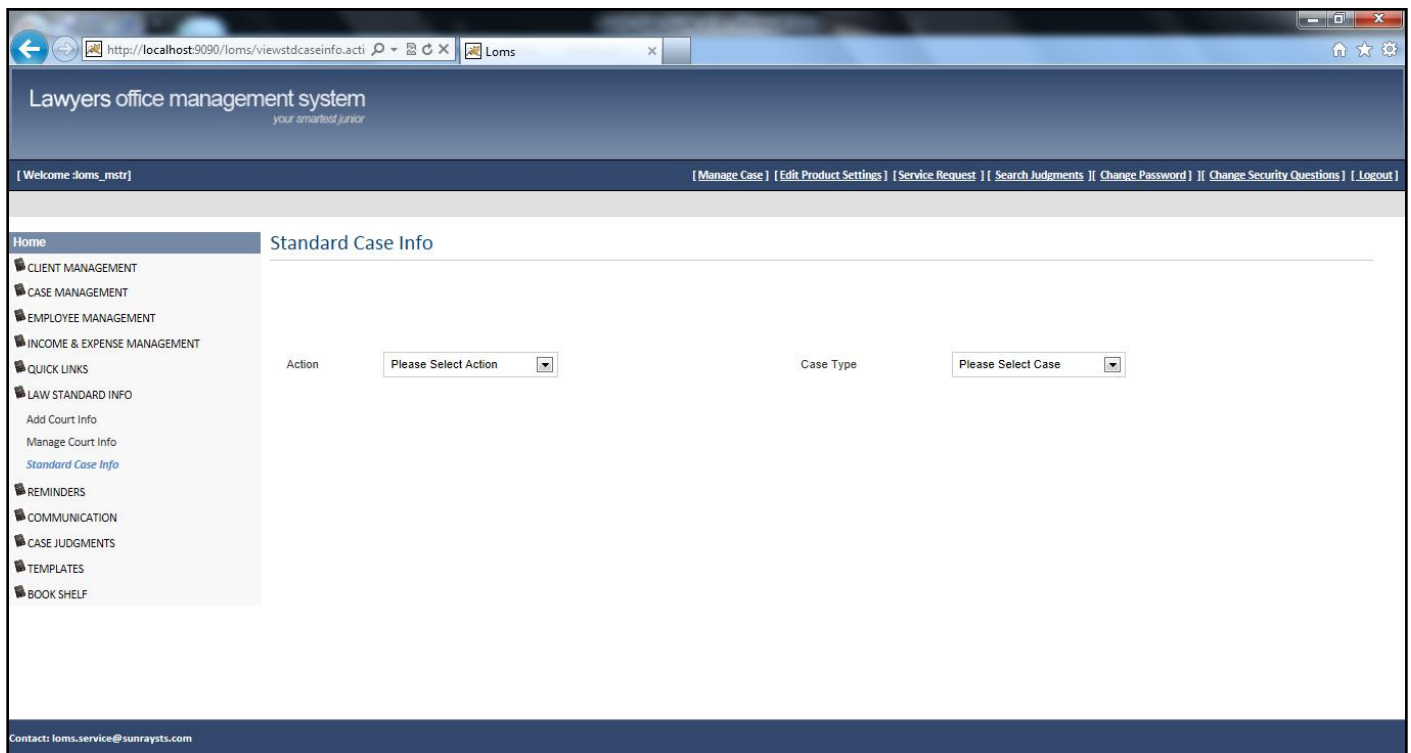 http://localhost:9090/loms/viewstdcaseinfo.acti
Loms
Lawyers office management system
your smartest junior
[ Welcome :loms_mstr]
[ Manage Case ] [ Edit Product Settings ] [ Service Request ] [ Search Judgments ][ Change Password ] ][ Change Security Questions ] [ Logout ]
Home
Standard Case Info
CLIENT MANAGEMENT
CASE MANAGEMENT
EMPLOYEE MANAGEMENT
INCOME & EXPENSE MANAGEMENT
Action Please Select Action Case Type Please Select Case
QUICK LINKS
LAW STANDARD INFO
Add Court Info
Manage Court Info
Standard Case Info
REMINDERS
COMMUNICATION
CASE JUDGMENTS
TEMPLATES
BOOK SHELF
Contact: loms.service@sunraysts.com